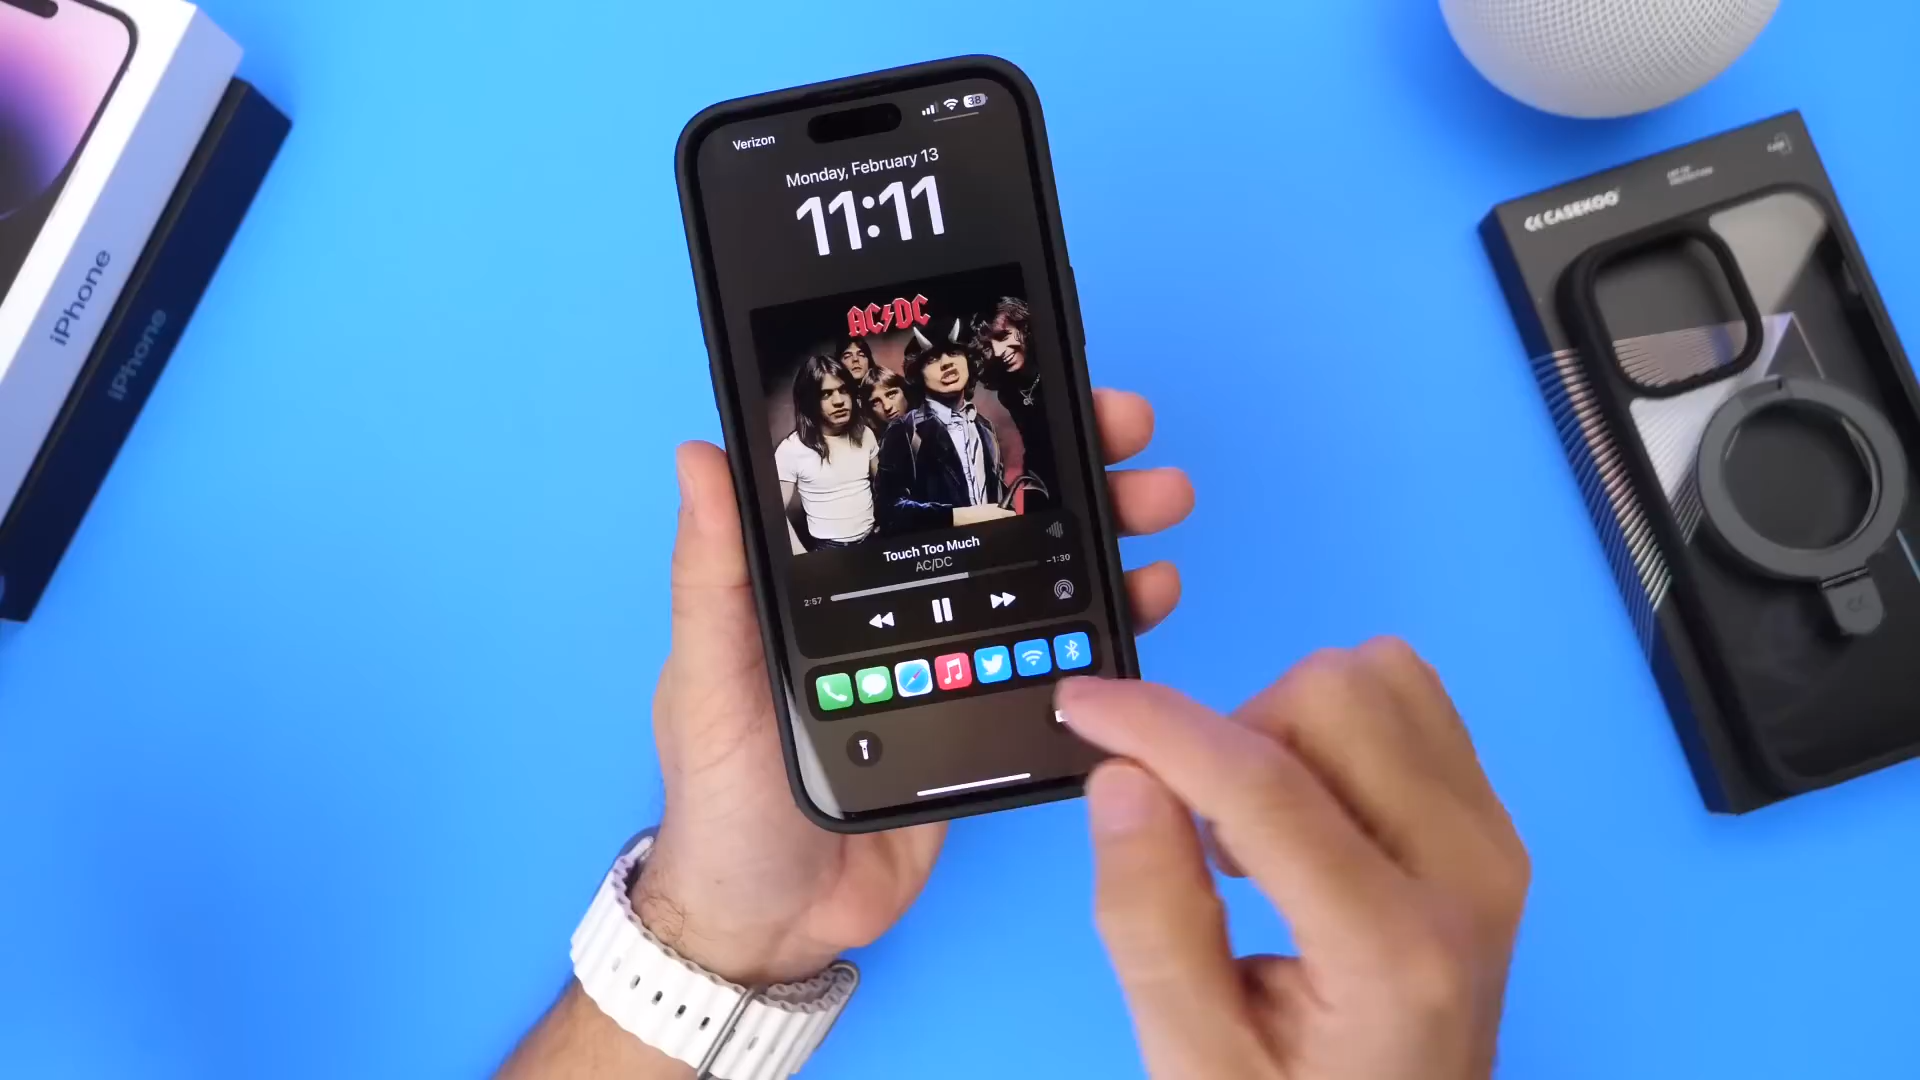 iPhone
iPhone
Verizon
38
Monday, February 13
11:11
AC DC
Touch Too Much
AC/DC
2:57
-1:30
CASEKOO